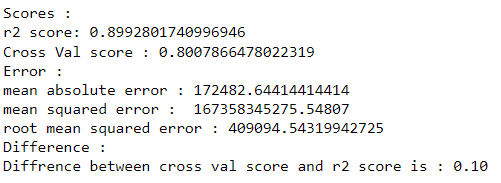 Scores :
r2 score: 0.8992801740996946
Cross Val score : 0.8007866478022319
Error :
mean absolute error : 172482.64414414414
mean squared error :  167358345275.54807
root mean squared error : 409094.54319942725
Difference :
Diffrence between cross val score and r2 score is : 0.10